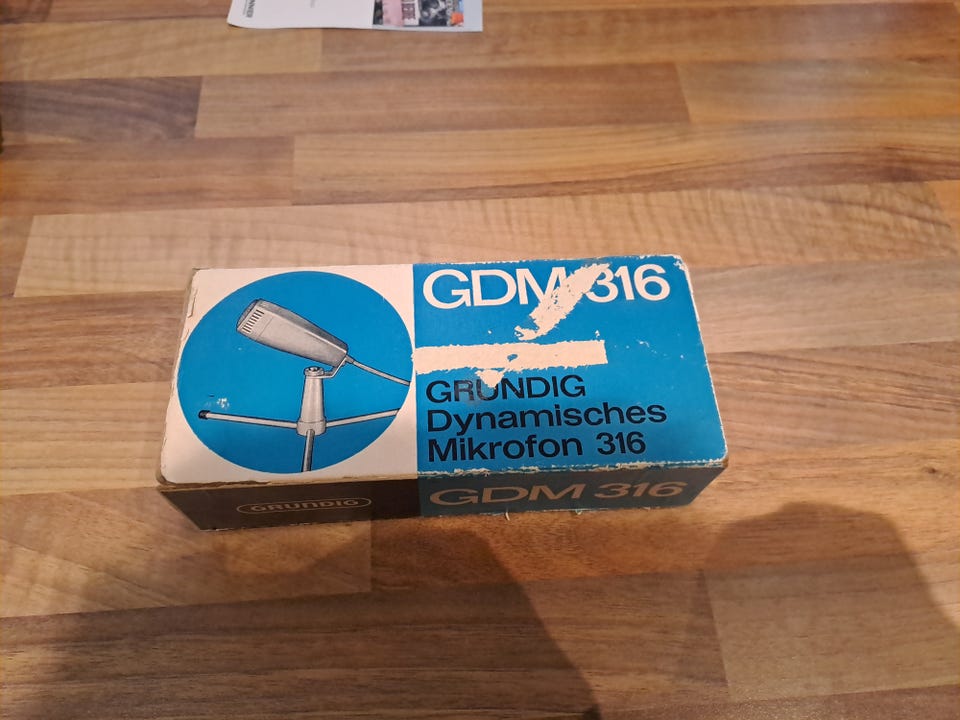 GDM 316
GRUNDIG
Dynamisches
Mikrofon 316
GRUNDIG
GDM 316